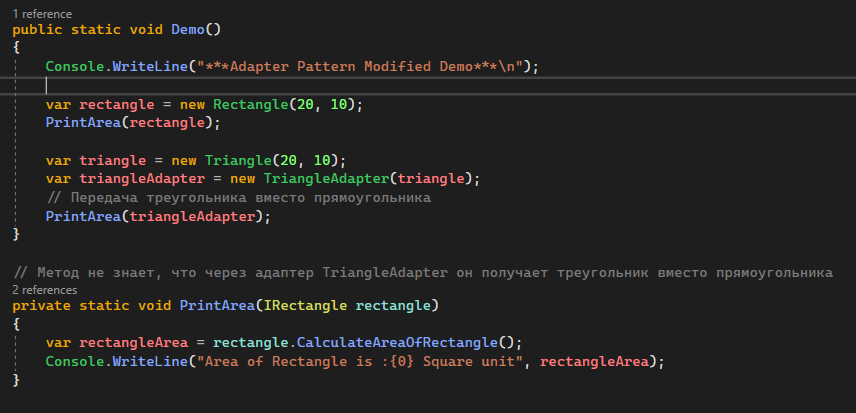 1 reference
public static void Demo()
{
    Console.WriteLine("***Adapter Pattern Modified Demo***\n");

    var rectangle = new Rectangle(20, 10);
    PrintArea(rectangle);

    var triangle = new Triangle(20, 10);
    var triangleAdapter = new TriangleAdapter(triangle);
    // Передача треугольника вместо прямоугольника
    PrintArea(triangleAdapter);
}

// Метод не знает, что через адаптер TriangleAdapter он получает треугольник вместо прямоугольника
2 references
private static void PrintArea(IRectangle rectangle)
{
    var rectangleArea = rectangle.CalculateAreaOfRectangle();
    Console.WriteLine("Area of Rectangle is :{0} Square unit", rectangleArea);
}